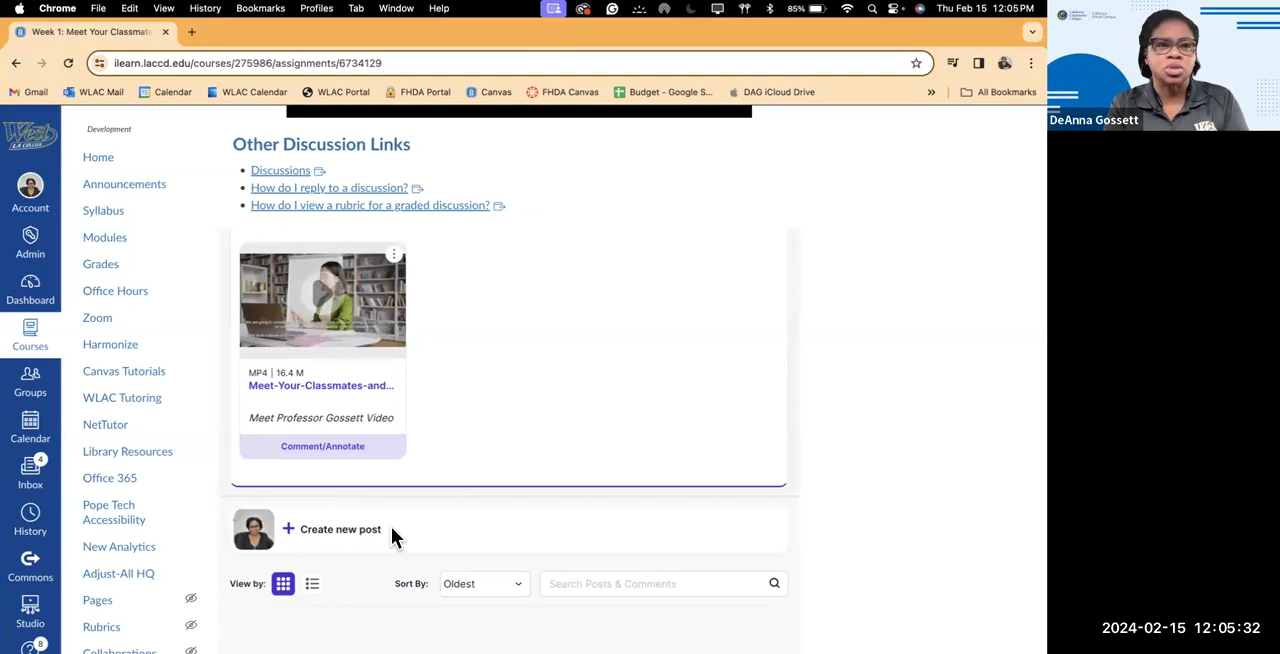 Chrome File Edit View History Bookmarks Profiles Tab Window Help 85% Thu Feb 15 12:05 PM
Week 1: Meet Your Classmate
ilearn.laccd.edu/courses/275986/assignments/6734129
Gmail WLAC Mail Calendar WLAC Calendar WLAC Portal FHDA Portal Canvas FHDA Canvas Budget - Google S... DAG iCloud Drive » All Bookmarks
DeAnna Gossett
West
LA COLLEGE
Account
Admin
Dashboard
Courses
Groups
Calendar
4
Inbox
History
Commons
Studio
8
Development
Home
Announcements
Syllabus
Modules
Grades
Office Hours
Zoom
Harmonize
Canvas Tutorials
WLAC Tutoring
NetTutor
Library Resources
Office 365
Pope Tech
Accessibility
New Analytics
Adjust-All HQ
Pages
Rubrics
Collaborations
Other Discussion Links
Discussions
How do I reply to a discussion?
How do I view a rubric for a graded discussion?
MP4 | 16.4 M
Meet-Your-Classmates-and...
Meet Professor Gossett Video
Comment/Annotate
Create new post
View by: Sort By: Oldest Search Posts & Comments
2024-02-15 12:05:32